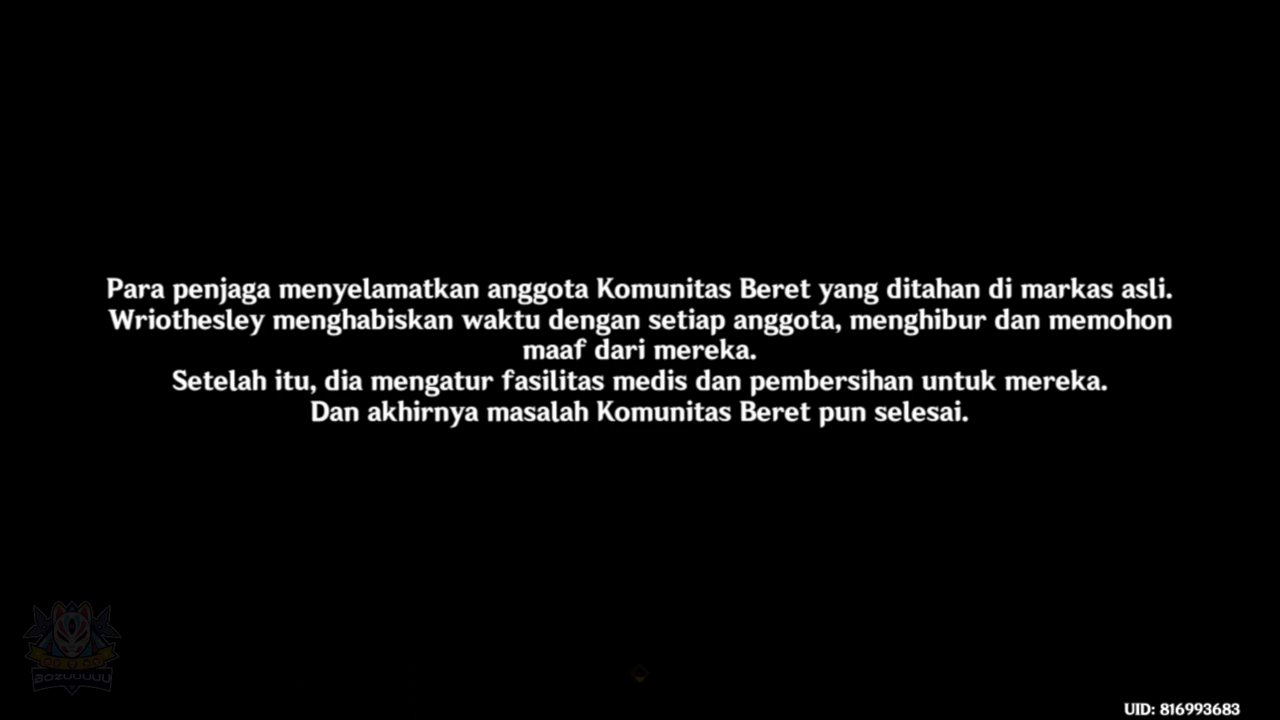 Para penjaga menyelamatkan anggota Komunitas Beret yang ditahan di markas asli.
Wriothesley menghabiskan waktu dengan setiap anggota, menghibur dan memohon
maaf dari mereka.
Setelah itu, dia mengatur fasilitas medis dan pembersihan untuk mereka.
Dan akhirnya masalah Komunitas Beret pun selesai.
BOZUUUUU
UID: 816993683